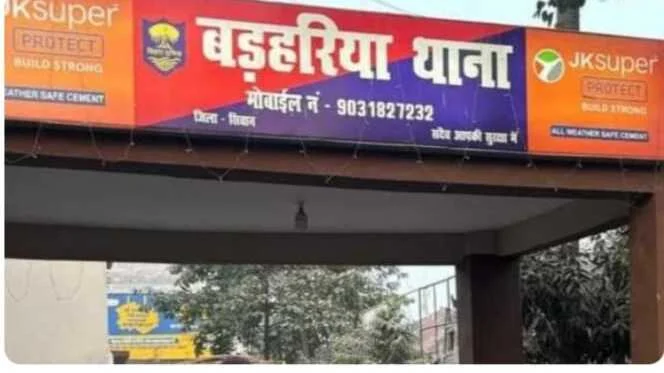 JKsuper
PROTECT
BUILD STRONG
EATHER SAFE CEMENT
बड़हरिया थाना
मोबाईल नं - 9031827232
जिला - सिवान
सदैव आपकी सुरक्षा में
JKsuper
PROTECT
BUILD STRONG
ALL WEATHER SAFE CEMENT